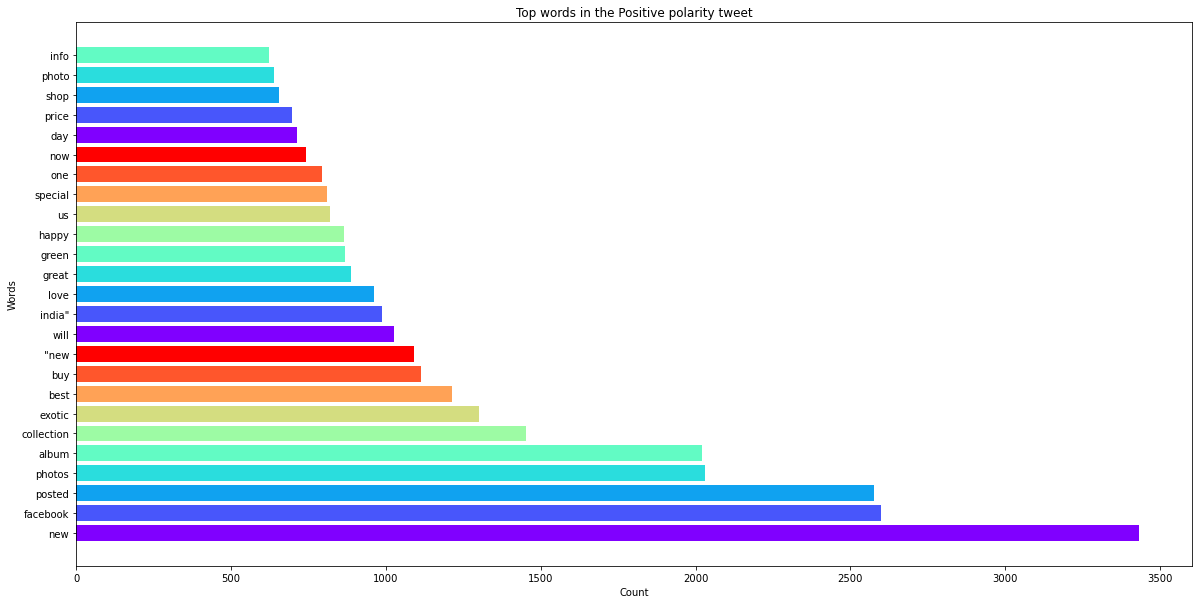 Top words in the Positive polarity tweet
Words
info
photo
shop
price
day
now
one
special
us
happy
green
great
love
india"
will
"new
buy
best
exotic
collection
album
photos
posted
facebook
new
0 500 1000 1500 2000 2500 3000 3500
Count